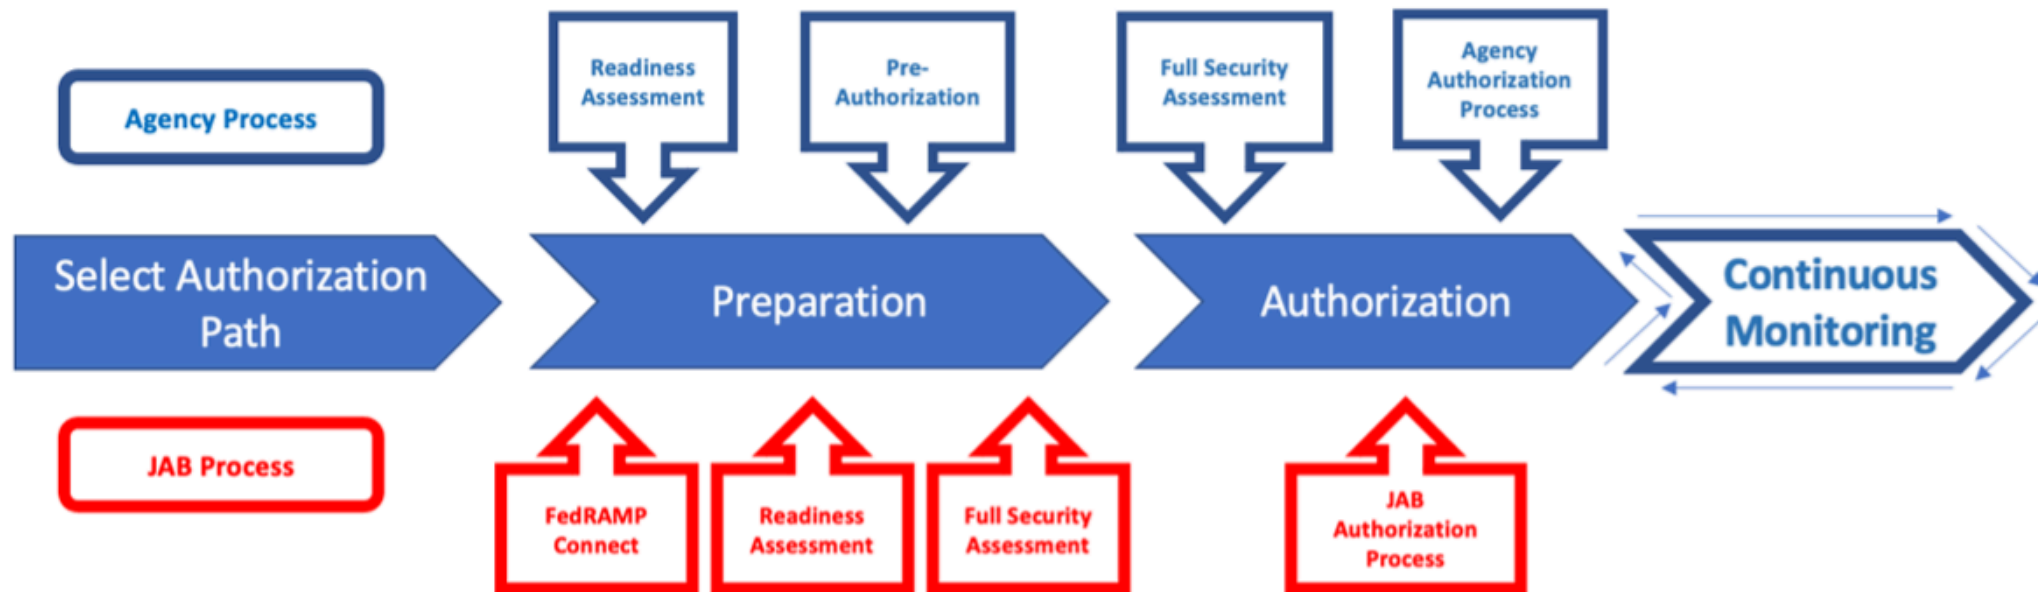 Agency Process
Readiness
Assessment
Pre-
Authorization
Full Security
Assessment
Agency
Authorization
Process
Select Authorization
Path
Preparation
Authorization
Continuous
Monitoring
JAB Process
FedRAMP
Connect
Readiness
Assessment
Full Security
Assessment
JAB
Authorization
Process